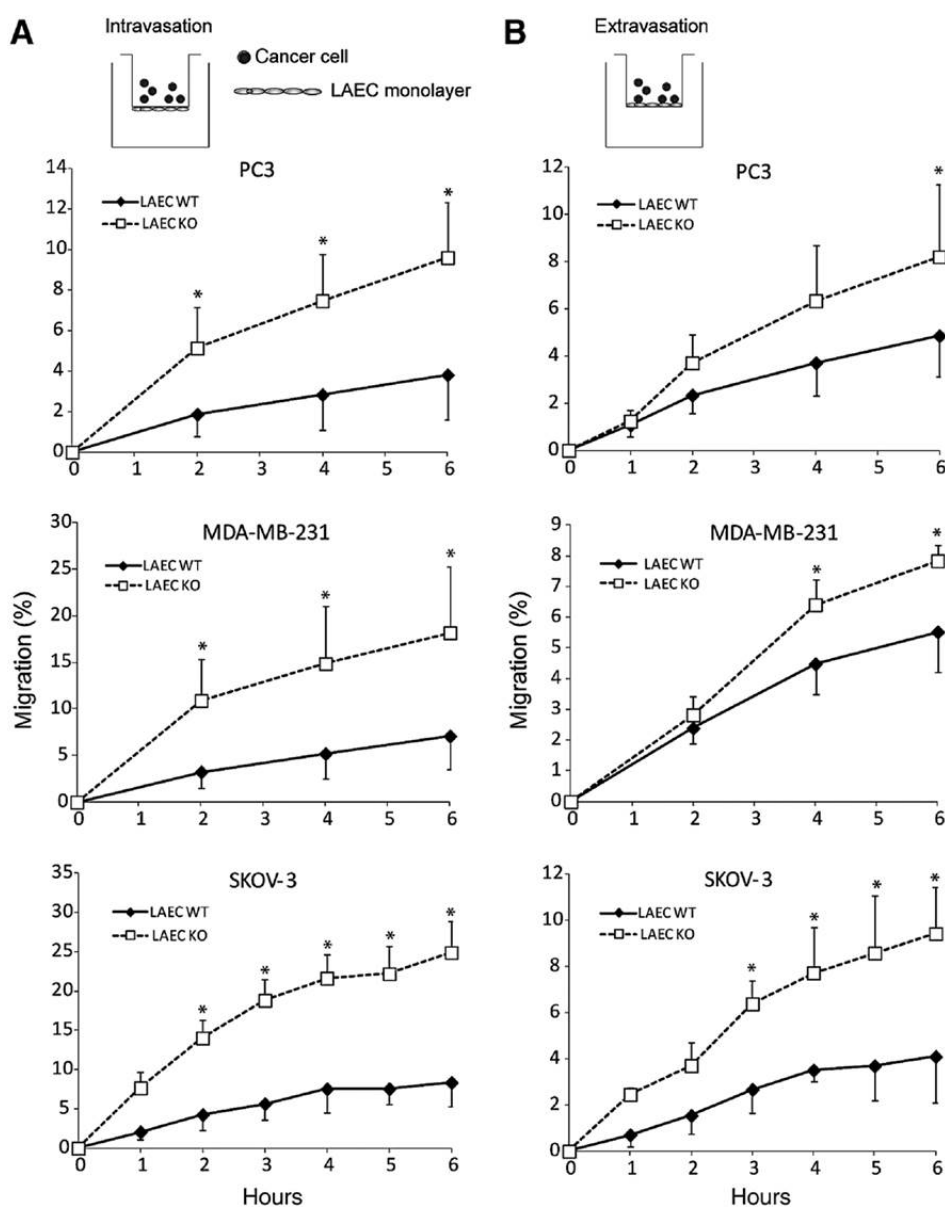 A
Intravasation
Cancer cell
LAEC monolayer
PC3
14
12
10
8
6
4
2
0
LAEC WT
LAEC KO
*
*
*
0 1 2 3 4 5 6
MDA-MB-231
Migration (%)
30
25
20
15
10
5
0
LAEC WT
LAEC KO
*
*
*
0 1 2 3 4 5 6
SKOV-3
35
30
25
20
15
10
5
0
LAEC WT
LAEC KO
*
*
*
*
*
0 1 2 3 4 5 6
Hours
B
Extravasation
PC3
12
10
8
6
4
2
0
LAEC WT
LAEC KO
*
0 1 2 3 4 5 6
MDA-MB-231
Migration (%)
9
8
7
6
5
4
3
2
1
0
LAEC WT
LAEC KO
*
*
0 1 2 3 4 5 6
SKOV-3
12
10
8
6
4
2
0
LAEC WT
LAEC KO
*
*
*
*
0 1 2 3 4 5 6
Hours